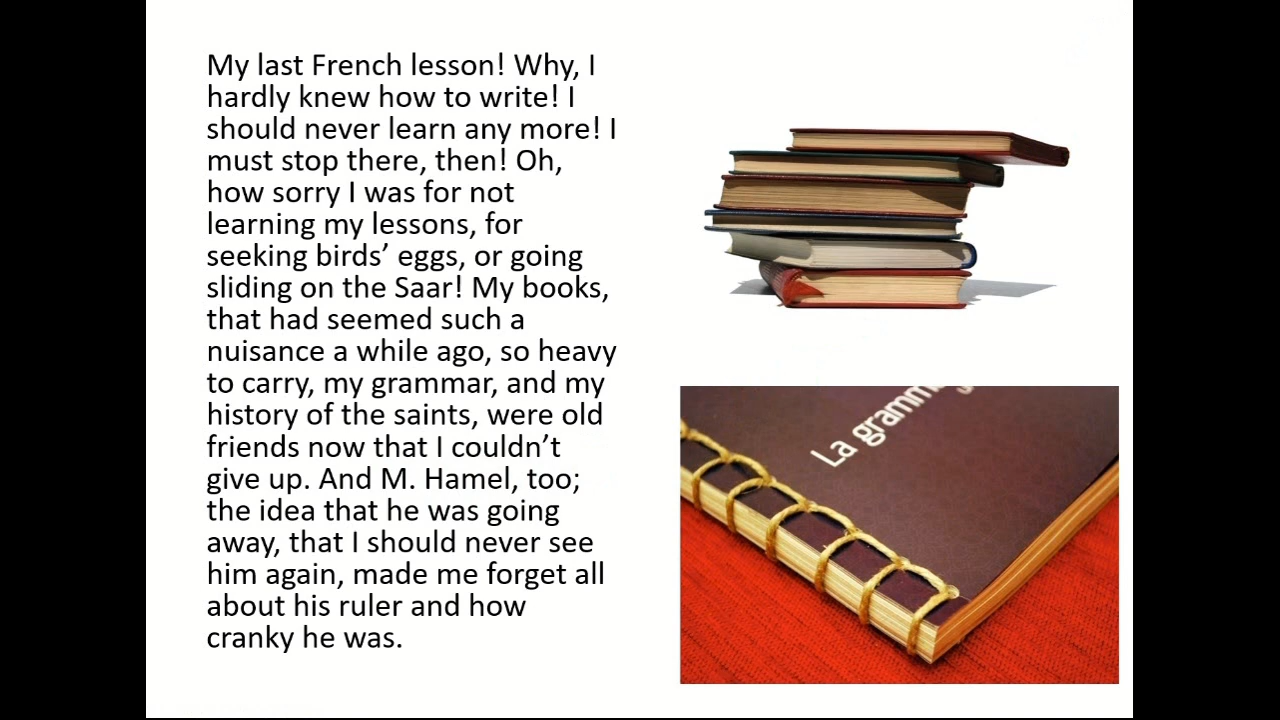 My last French lesson! Why, I
hardly knew how to write! I
should never learn any more! I
must stop there, then! Oh,
how sorry I was for not
learning my lessons, for
seeking birds’ eggs, or going
sliding on the Saar! My books,
that had seemed such a
nuisance a while ago, so heavy
to carry, my grammar, and my
history of the saints, were old
friends now that I couldn’t
give up. And M. Hamel, too;
the idea that he was going
away, that I should never see
him again, made me forget all
about his ruler and how
cranky he was.
La gramm